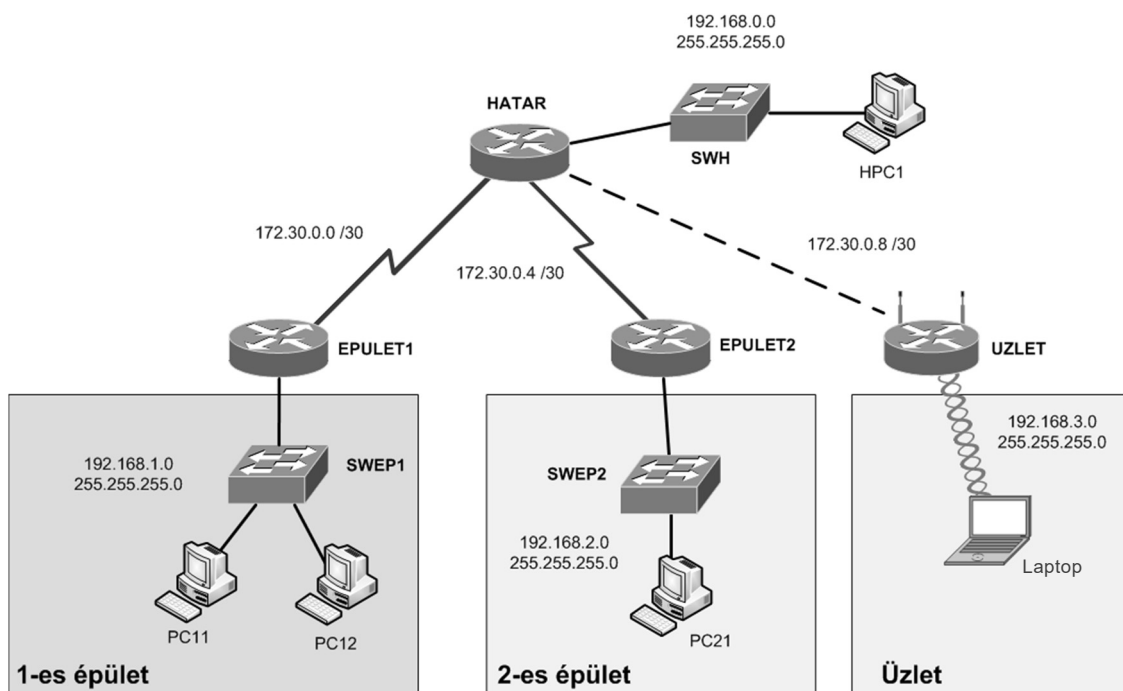 192.168.0.0
255.255.255.0
HATAR
SWH
HPC1
172.30.0.0 /30
172.30.0.4 /30
172.30.0.8 /30
EPULET1
EPULET2
UZLET
192.168.1.0
255.255.255.0
SWEP1
PC11
PC12
1-es épület
SWEP2
192.168.2.0
255.255.255.0
PC21
2-es épület
192.168.3.0
255.255.255.0
Laptop
Üzlet